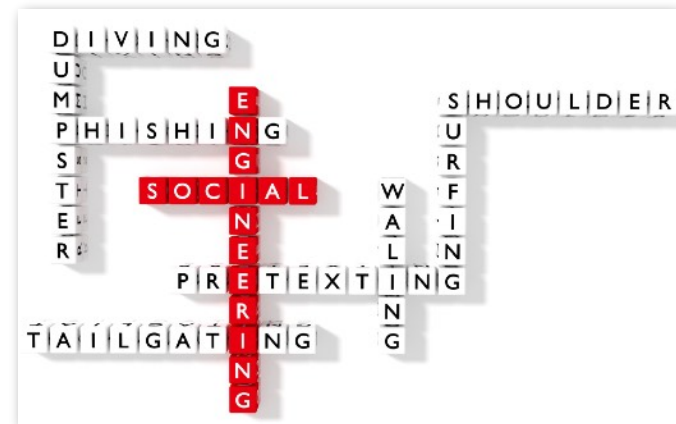 DIVING
DUMPSTER
ENGINEERING
SHOULDER
SURFING
PHISHING
SOCIAL
WALING
PRETEXTING
TAILGATING